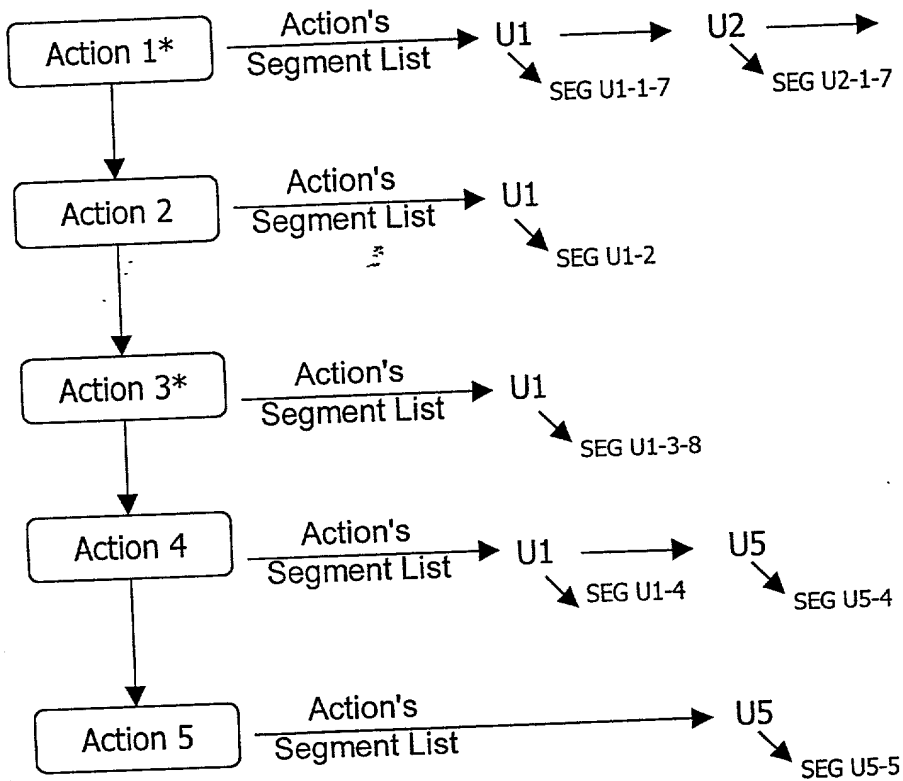 Action 1*
Action's
Segment List
U1
U2
SEG U1-1-7
SEG U2-1-7
Action 2
Action's
Segment List
U1
SEG U1-2
Action 3*
Action's
Segment List
U1
SEG U1-3-8
Action 4
Action's
Segment List
U1
U5
SEG U1-4
SEG U5-4
Action 5
Action's
Segment List
U5
SEG U5-5